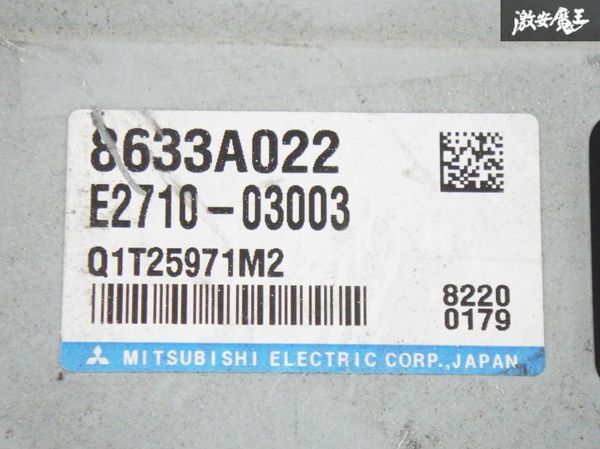 激安魔王
8633A022
E2710-03003
Q1T25971M2
8220
0179
MITSUBISHI ELECTRIC CORP.,JAPAN